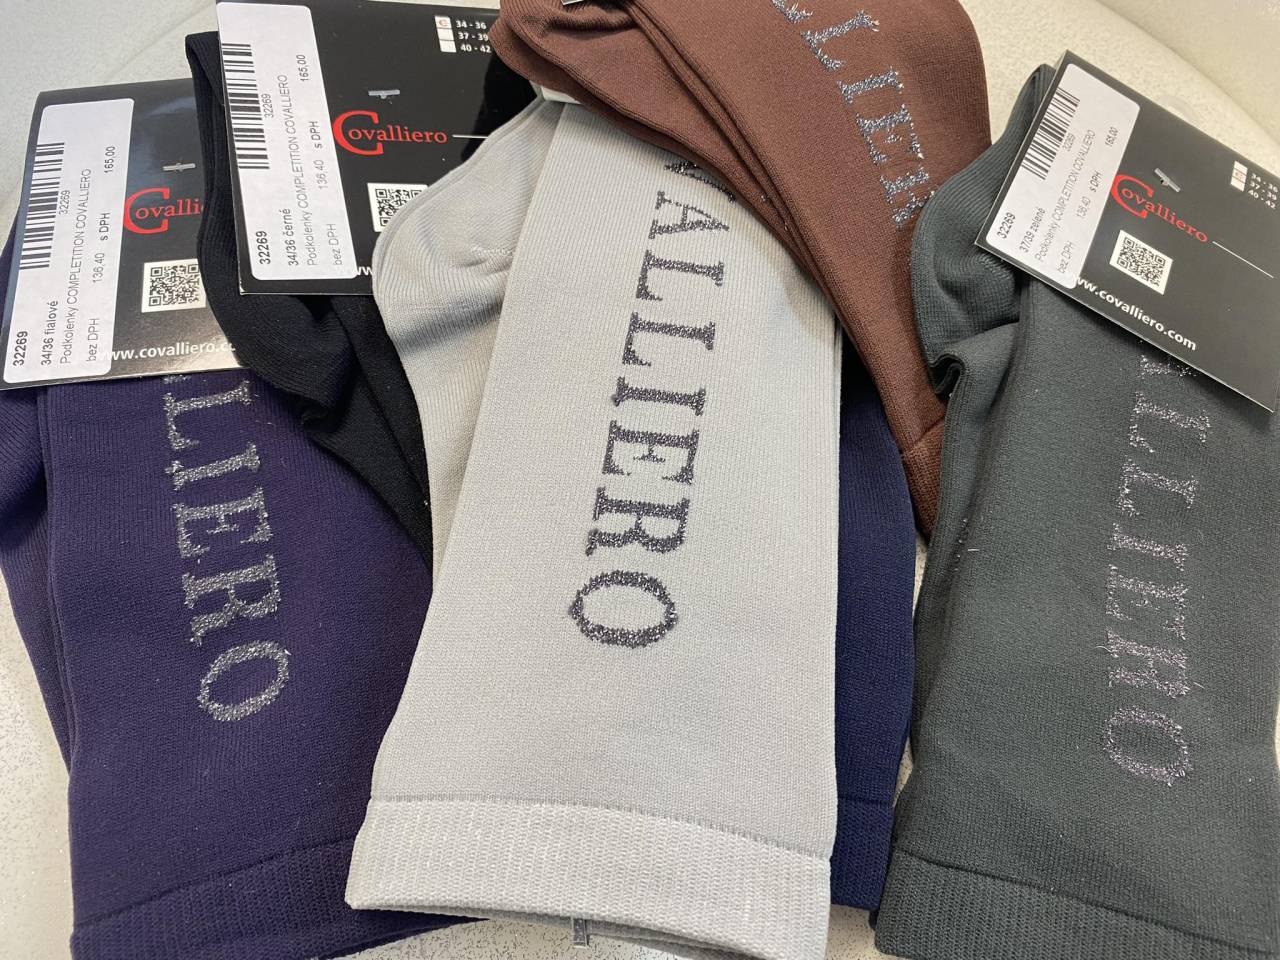 32269
34/36 fialové
Podkolenky COMPLETITION COVALLIERO
bez DPH 136,40 s DPH 165,00
32269
Covallie
www.covalliero.c
LLIERO
32269
34/36 černé
Podkolenky COMPLETITION COVALLIERO
bez DPH 136,40 s DPH 165,00
32269
C 34 - 36
37 - 39
40 - 42
Covalliero
www.
VALLIERO
LLIER
32269
37/39 zelené
Podkolenky COMPLETITION COVALLIERO
bez DPH 136,40 s DPH 165,00
32269
34 - 36
37 - 39
40 - 42
Covalliero
www.covalliero.com
ALLIERO